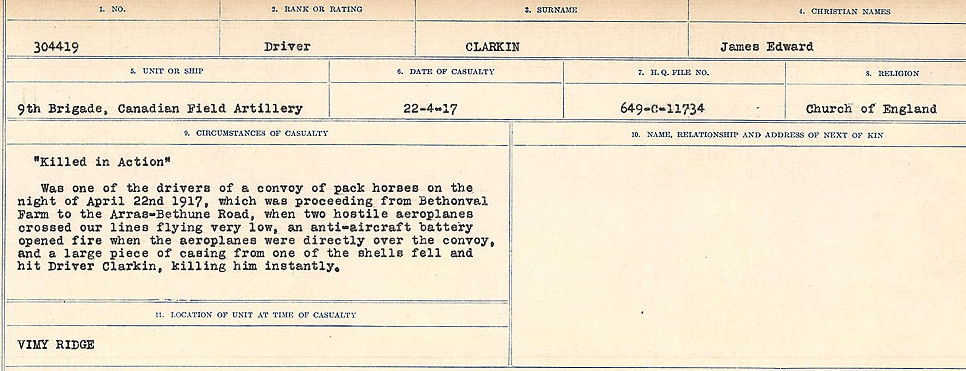 1. NO. 2. RANK OR RATING 3. SURNAME 4. CHRISTIAN NAMES
304419 Driver CLARKIN James Edward
5. UNIT OR SHIP 6. DATE OF CASUALTY 7. H.Q. FILE NO. 8. RELIGION
9th Brigade, Canadian Field Artillery 22-4-17 649-C-11734 Church of England
9. CIRCUMSTANCES OF CASUALTY
"Killed in Action"
Was one of the drivers of a convoy of pack horses on the
night of April 22nd 1917, which was proceeding from Bethonval
Farm to the Arras-Bethune Road, when two hostile aeroplanes
crossed our lines flying very low, an anti-aircraft battery
opened fire when the aeroplanes were directly over the convoy,
and a large piece of casing from one of the shells fell and
hit Driver Clarkin, killing him instantly.
10. NAME, RELATIONSHIP AND ADDRESS OF NEXT OF KIN
11. LOCATION OF UNIT AT TIME OF CASUALTY
VIMY RIDGE